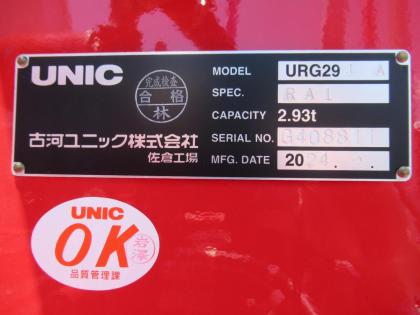 UNIC
完成検査
合格
林
古河ユニック株式会社
佐倉工場
MODEL URG29 A
SPEC. RA1
CAPACITY 2.93t
SERIAL NO. G408811
MFG. DATE 2024.
UNIC
OK
岩澤
品質管理課